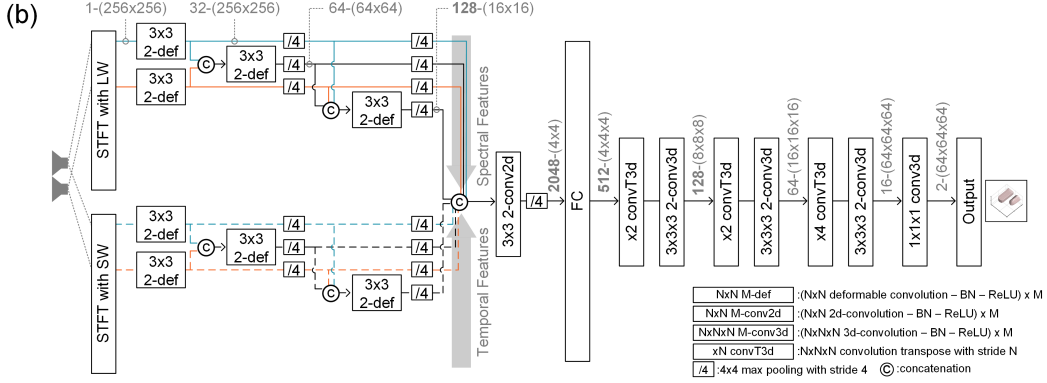 (b)
1-(256x256)
32-(256x256)
64-(64x64)
128-(16x16)
STFT with LW
3x3
2-def
3x3
2-def
C
3x3
2-def
/4
/4
/4
C
3x3
2-def
/4
/4
/4
/4
Spectral Features
STFT with SW
3x3
2-def
3x3
2-def
C
3x3
2-def
/4
/4
/4
C
3x3
2-def
/4
/4
/4
/4
Temporal Features
C
3x3 2-conv2d
/4
2048-(4x4)
FC
512-(4x4x4)
x2 convT3d
3x3x3 2-conv3d
128-(8x8x8)
x2 convT3d
3x3x3 2-conv3d
64-(16x16x16)
x4 convT3d
3x3x3 2-conv3d
16-(64x64x64)
1x1x1 conv3d
2-(64x64x64)
Output
NxN M-def :(NxN deformable convolution – BN – ReLU) x M
NxN M-conv2d :(NxN 2d-convolution – BN – ReLU) x M
NxNxN M-conv3d :(NxNxN 3d-convolution – BN – ReLU) x M
xN convT3d :NxNxN convolution transpose with stride N
/4 :4x4 max pooling with stride 4 C :concatenation